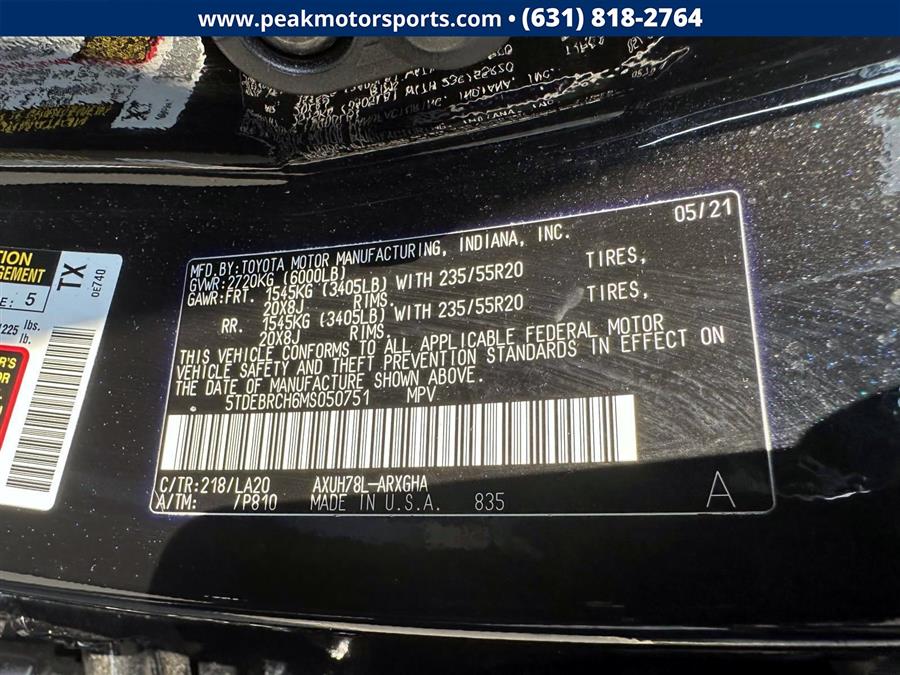 www.peakmotorsports.com • (631) 818-2764
05/21
MFD.BY:TOYOTA MOTOR MANUFACTURING, INDIANA, INC.
GVWR:2720KG (6000LB)
GAWR:FRT. 1545KG (3405LB) WITH 235/55R20 TIRES,
20X8J RIMS.
RR. 1545KG (3405LB) WITH 235/55R20 TIRES,
20X8J RIMS.
THIS VEHICLE CONFORMS TO ALL APPLICABLE FEDERAL MOTOR
VEHICLE SAFETY AND THEFT PREVENTION STANDARDS IN EFFECT ON
THE DATE OF MANUFACTURE SHOWN ABOVE.
5TDEBRCH6MS050751 MPV
C/TR:218/LA20 AXUH78L-ARXGHA
A/TM: /P810 MADE IN U.S.A. 835
A
TX
0E740
5
lbs.
lb.